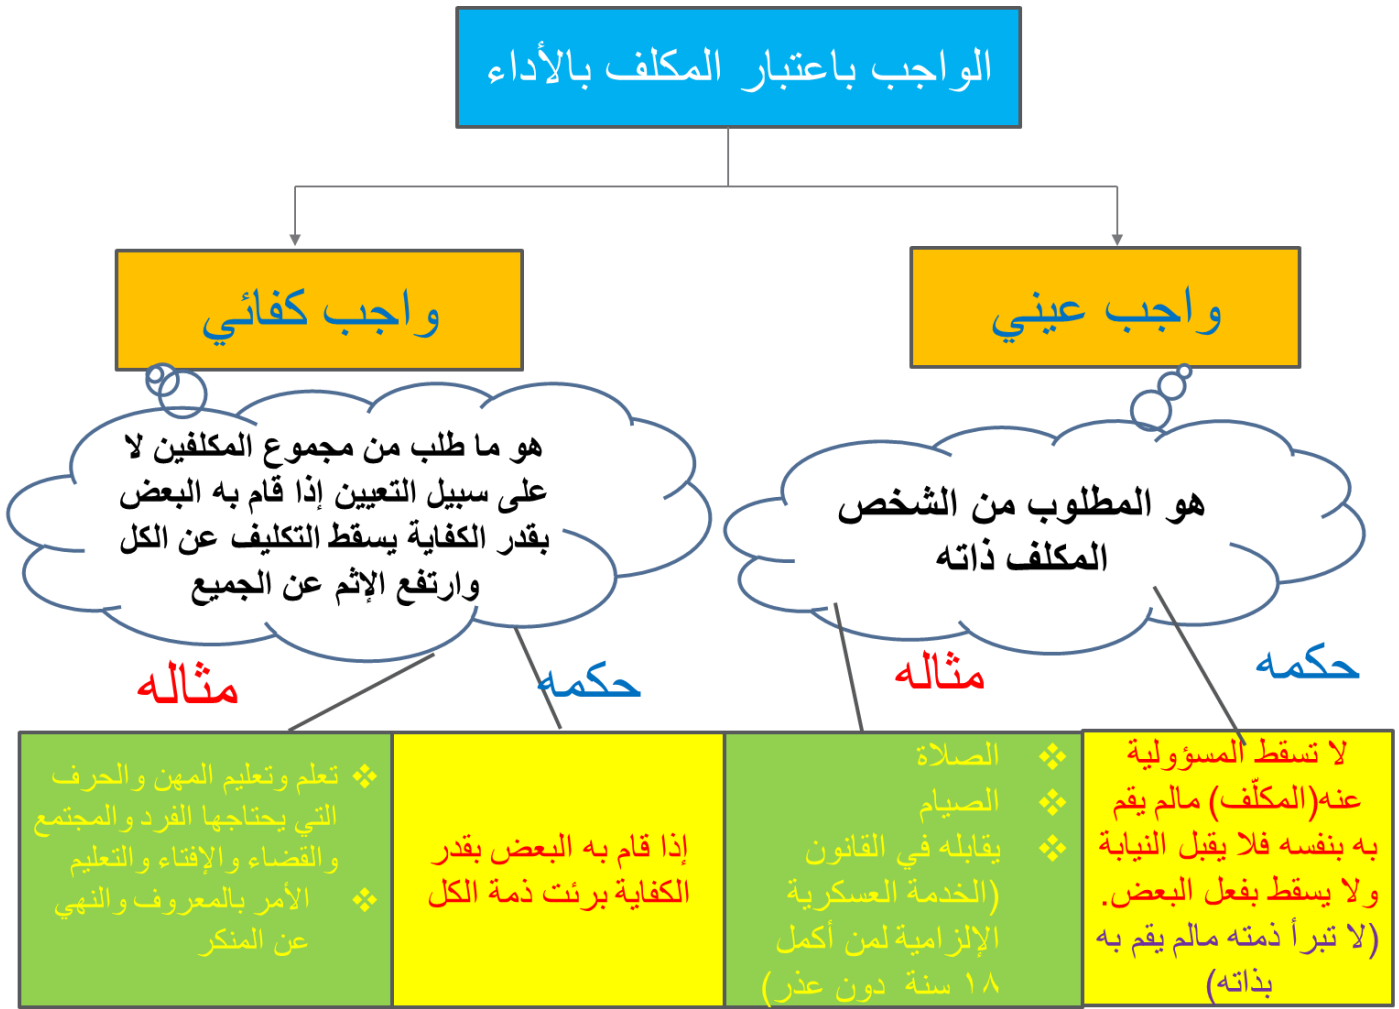 الواجب باعتبار المكلف بالأداء
واجب عيني
واجب كفائي
هو المطلوب من الشخص
المكلف ذاته
هو ما طلب من مجموع المكلفين لا
على سبيل التعيين إذا قام به البعض
بقدر الكفاية يسقط التكليف عن الكل
وارتفع الإثم عن الجميع
حكمه
مثاله
حكمه
مثاله
لا تسقط المسؤولية
عنه(المكلّف) مالم يقم
به بنفسه فلا يقبل النيابة
ولا يسقط بفعل البعض.
(لا تبرأ ذمته مالم يقم به
بذاته)
❖ الصلاة
❖ الصيام
❖ يقابله في القانون
(الخدمة العسكرية
الإلزامية لمن أكمل
١٨ سنة دون عذر)
إذا قام به البعض بقدر
الكفاية برئت ذمة الكل
❖ تعلم وتعليم المهن والحرف
التي يحتاجها الفرد والمجتمع
والقضاء والإفتاء والتعليم
❖ الأمر بالمعروف والنهي
عن المنكر